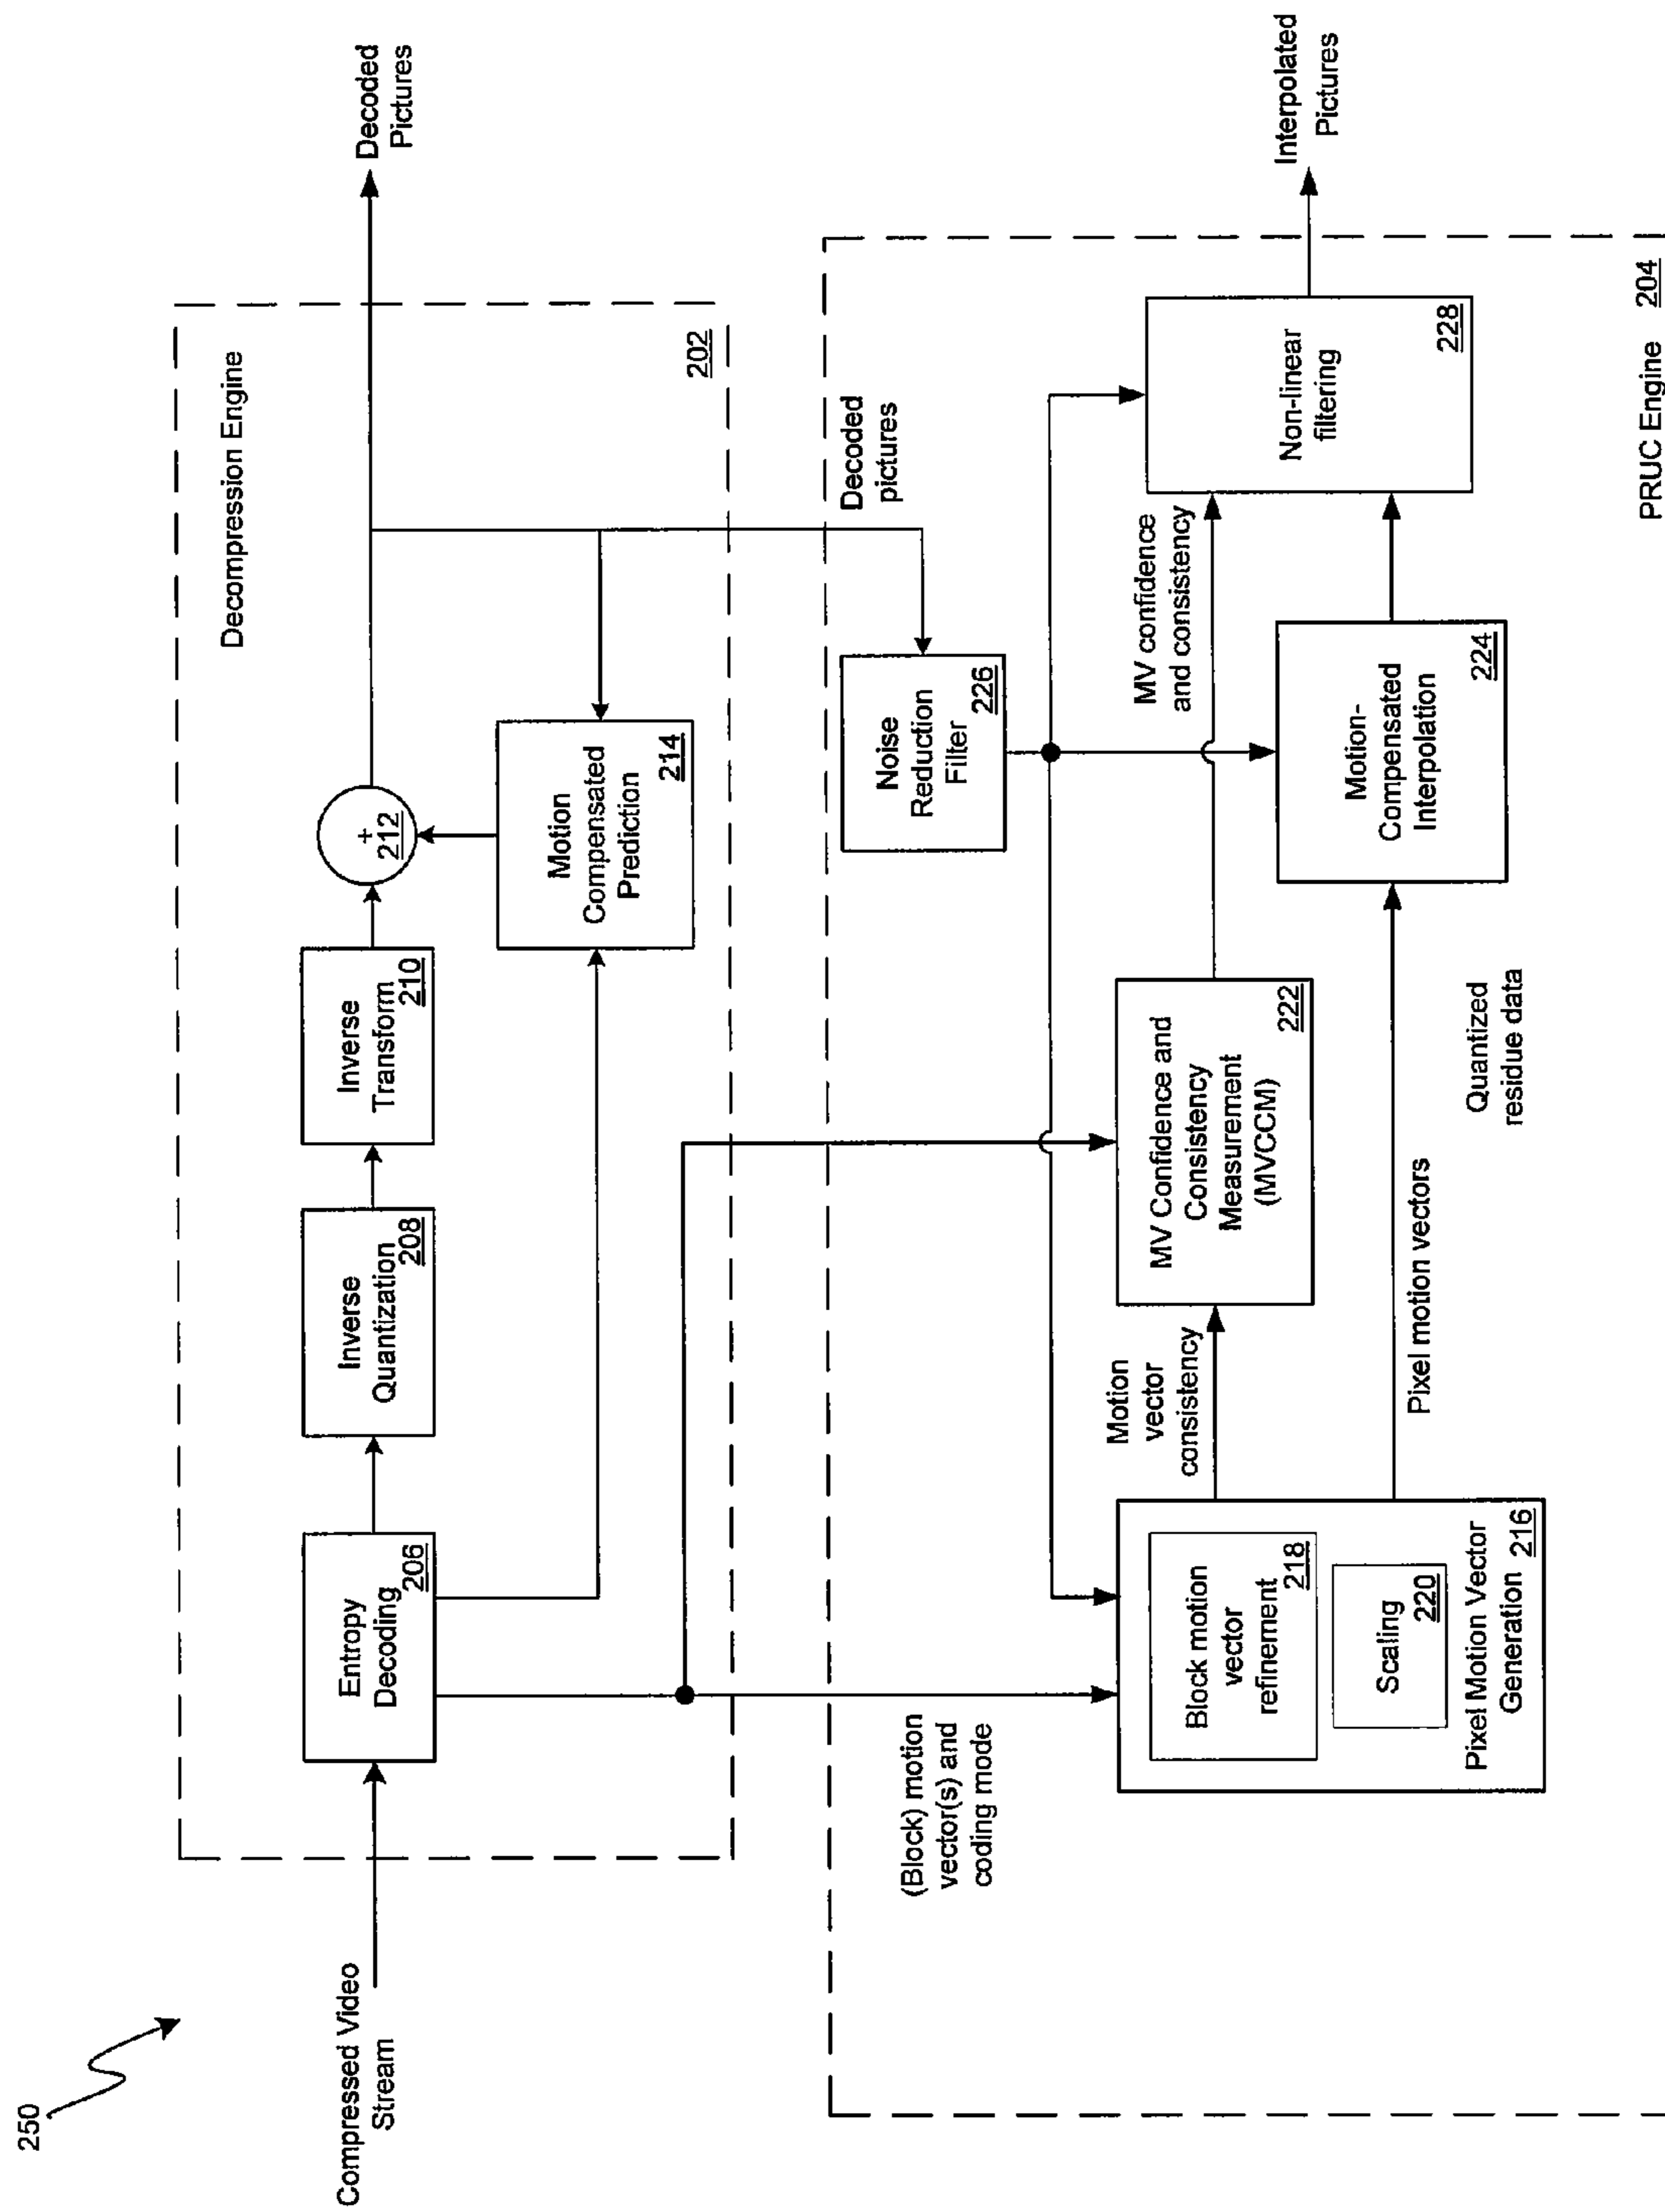 250
Compressed Video
Stream
Decompression Engine
202
Entropy
Decoding
206
Inverse
Quantization
208
Inverse
Transform
210
+
212
Motion
Compensated
Prediction
214
Decoded
Pictures
Decoded
pictures
(Block) motion
vector(s) and
coding mode
Noise
Reduction
Filter
226
Block motion
vector
refinement
218
Scaling
220
Pixel Motion Vector
Generation 216
Motion
vector
consistency
MV Confidence and
Consistency
Measurement
(MVCCM)
222
MV confidence
and consistency
Pixel motion vectors
Quantized
residue data
Motion-
Compensated
Interpolation
224
Non-linear
filtering
228
Interpolated
Pictures
PRUC Engine 204